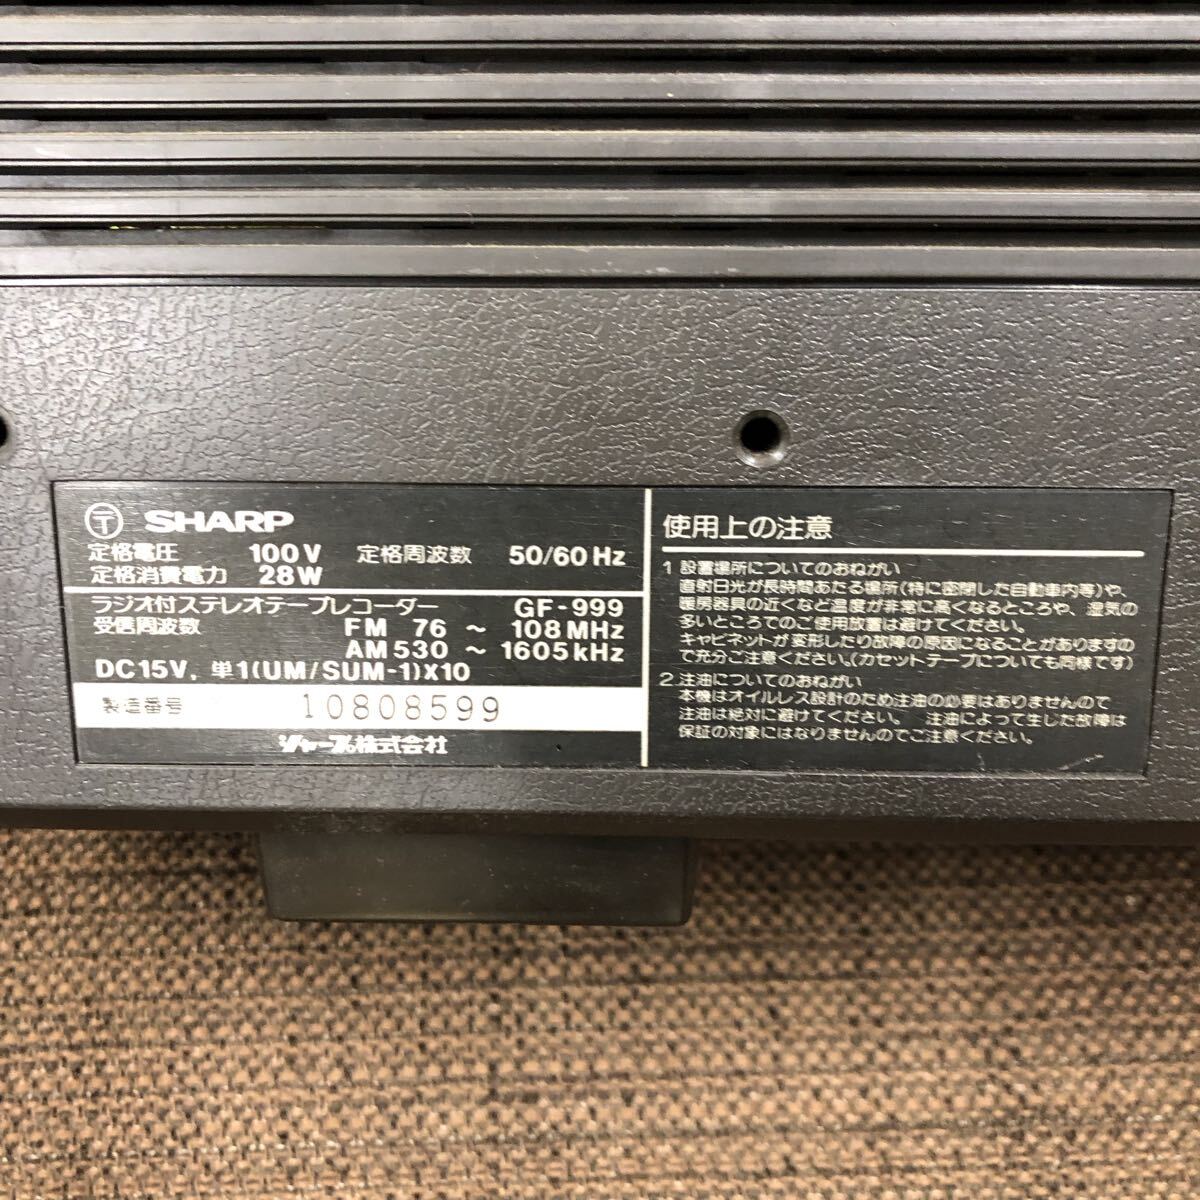 〒 SHARP
定格電圧 100V 定格周波数 50/60Hz
定格消費電力 28W
ラジオ付ステレオテープレコーダー GF-999
受信周波数 FM 76 ~ 108MHz
AM 530 ~ 1605kHz
DC15V, 単1(UM/SUM-1)X10
製造番号 10808599
シャープ株式会社
使用上の注意
1 設置場所についてのおねがい
直射日光が長時間あたる場所(特に密閉した自動車内等)や、
暖房器具の近くなど温度が非常に高くなるところや、湿気の
多いところでのご使用放置は避けてください。
キャビネットが変形したり故障の原因になることがありますの
で充分ご注意ください。(カセットテープについても同様です)
2 注油についてのおねがい
本機はオイルレス設計のため注油の必要はありませんので
注油は絶対に避けてください。 注油によって生じた故障は
保証の対象にはなりませんのでご注意ください。